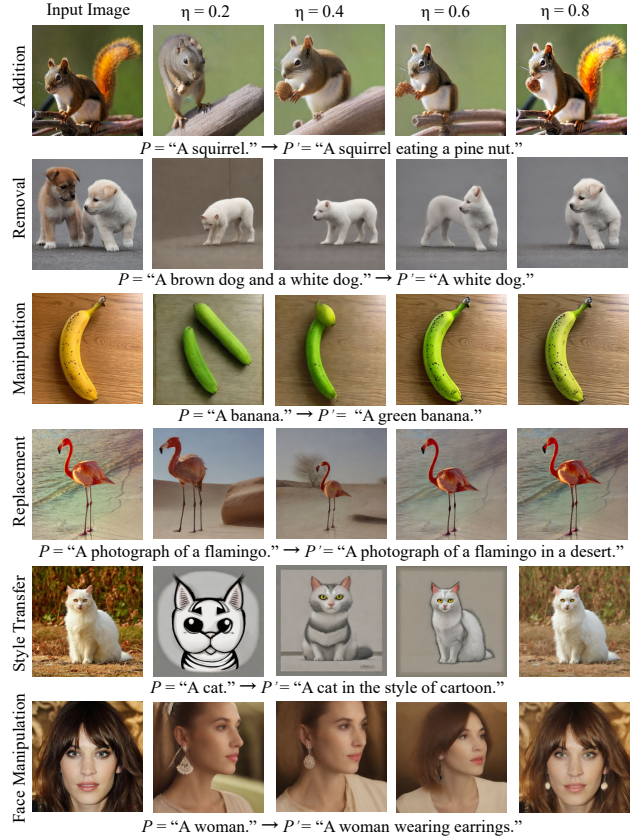 Input Image η = 0.2 η = 0.4 η = 0.6 η = 0.8
Addition
P = “A squirrel.” → P′ = “A squirrel eating a pine nut.”
Removal
P = “A brown dog and a white dog.” → P′ = “A white dog.”
Manipulation
P = “A banana.” → P′ = “A green banana.”
Replacement
P = “A photograph of a flamingo.” → P′ = “A photograph of a flamingo in a desert.”
Style Transfer
P = “A cat.” → P′ = “A cat in the style of cartoon.”
Face Manipulation
P = “A woman.” → P′ = “A woman wearing earrings.”